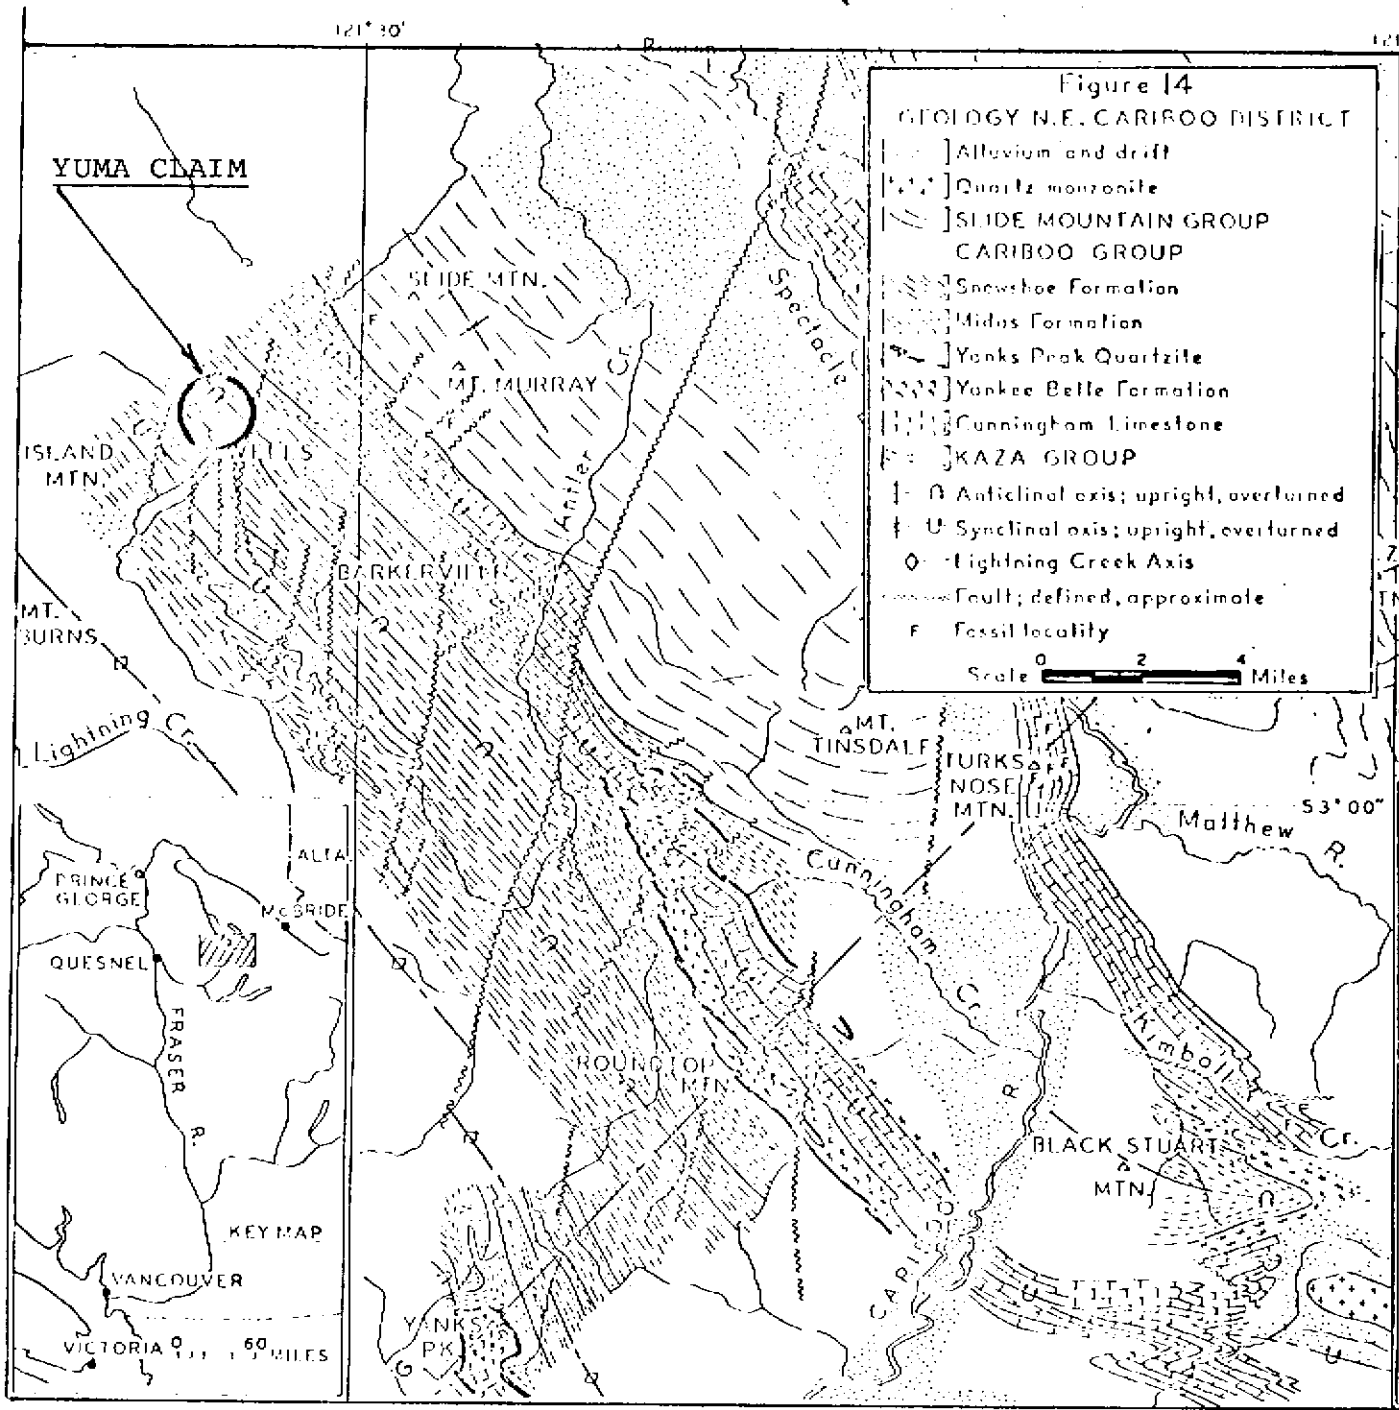 121° 30'
YUMA CLAIM
Figure 14
GEOLOGY N.E. CARIBOO DISTRICT
Alluvium and drift
Quartz monzonite
SLIDE MOUNTAIN GROUP
CARIBOO GROUP
Snowshoe Formation
Midas Formation
Yanks Peak Quartzite
Yankee Belle Formation
Cunningham Limestone
KAZA GROUP
Anticlinal axis; upright, overturned
Synclinal axis; upright, overturned
Lightning Creek Axis
Fault; defined, approximate
F Fossil locality
Scale 0 2 4 Miles
SLIDE MTN.
F
Spectacle
MT. MURRAY
Antler Cr.
ISLAND
MTN.
WELLS
BARKERVILLE
MT.
BURNS
Lightning Cr.
MT.
TINSDALE
TURKS
NOSE
MTN.
53° 00"
Matthew R.
Cunningham Cr.
ALTA
PRINCE
GEORGE
McBRIDE
QUESNEL
FRASER R.
KEY MAP
VANCOUVER
VICTORIA 0 60 MILES
ROUNDTOP
MTN.
Kimball Cr.
BLACK STUART
MTN.
R
YANKS
PK.